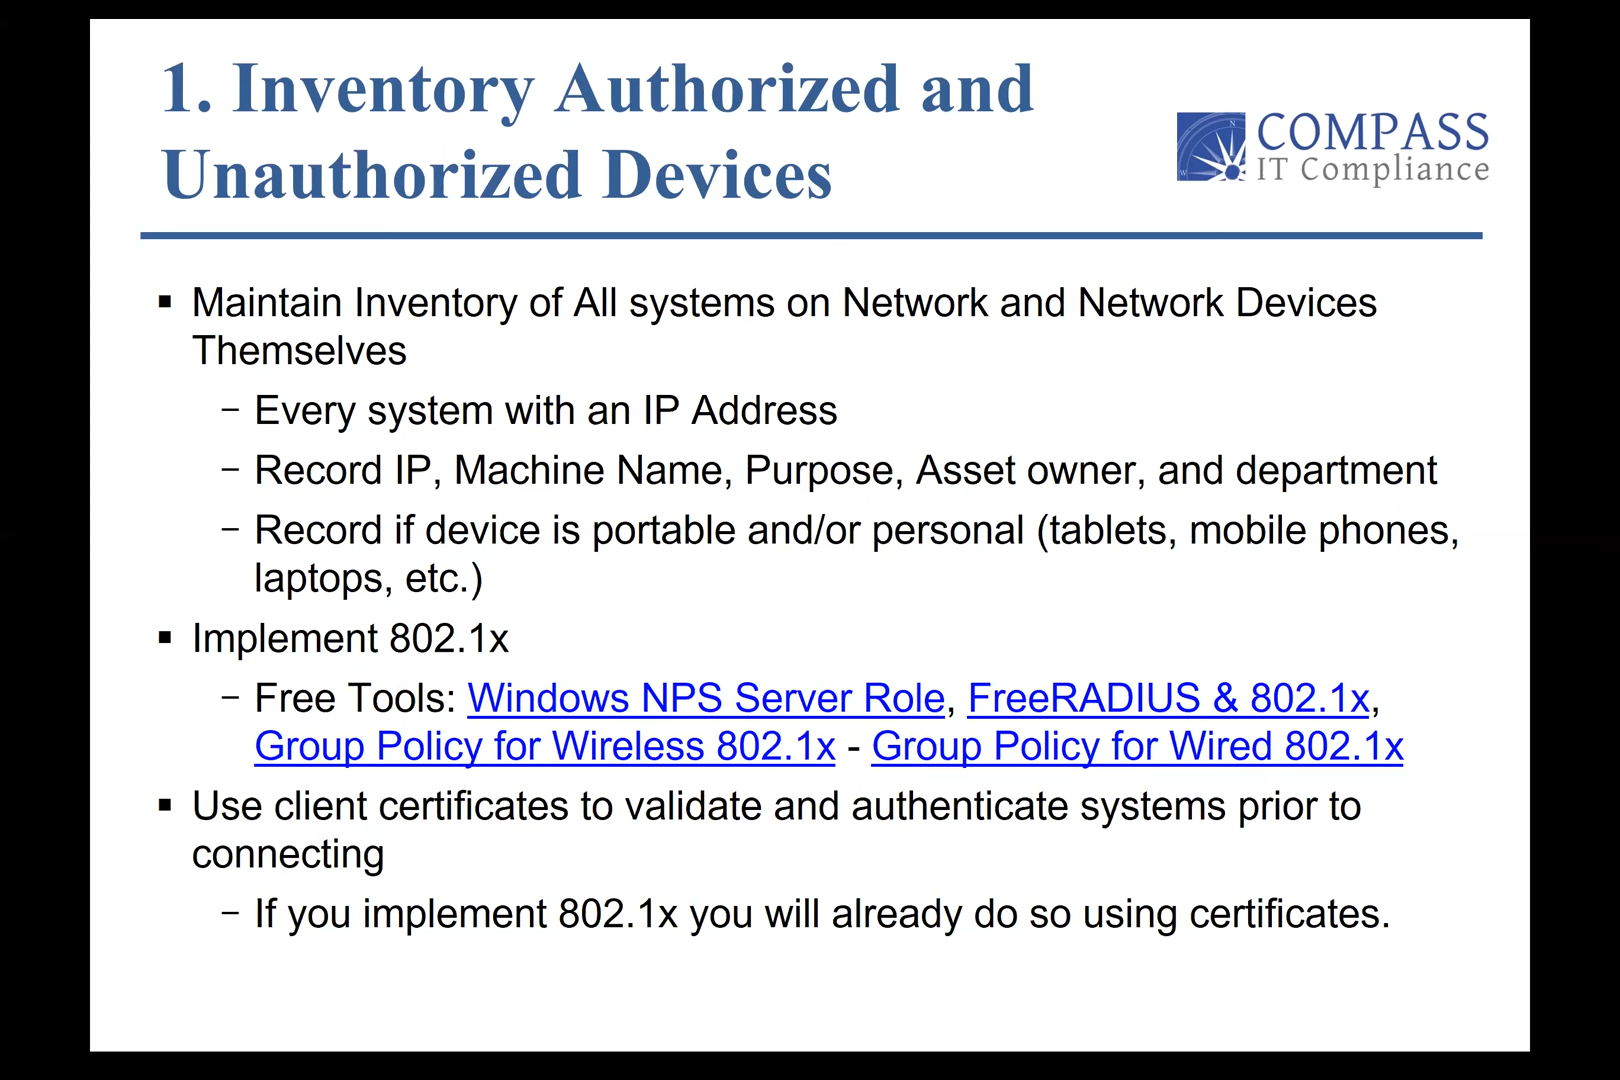 1. Inventory Authorized and
Unauthorized Devices
COMPASS
IT Compliance
N
W
▪ Maintain Inventory of All systems on Network and Network Devices
Themselves
– Every system with an IP Address
– Record IP, Machine Name, Purpose, Asset owner, and department
– Record if device is portable and/or personal (tablets, mobile phones,
laptops, etc.)
▪ Implement 802.1x
– Free Tools: Windows NPS Server Role, FreeRADIUS & 802.1x,
Group Policy for Wireless 802.1x - Group Policy for Wired 802.1x
▪ Use client certificates to validate and authenticate systems prior to
connecting
– If you implement 802.1x you will already do so using certificates.